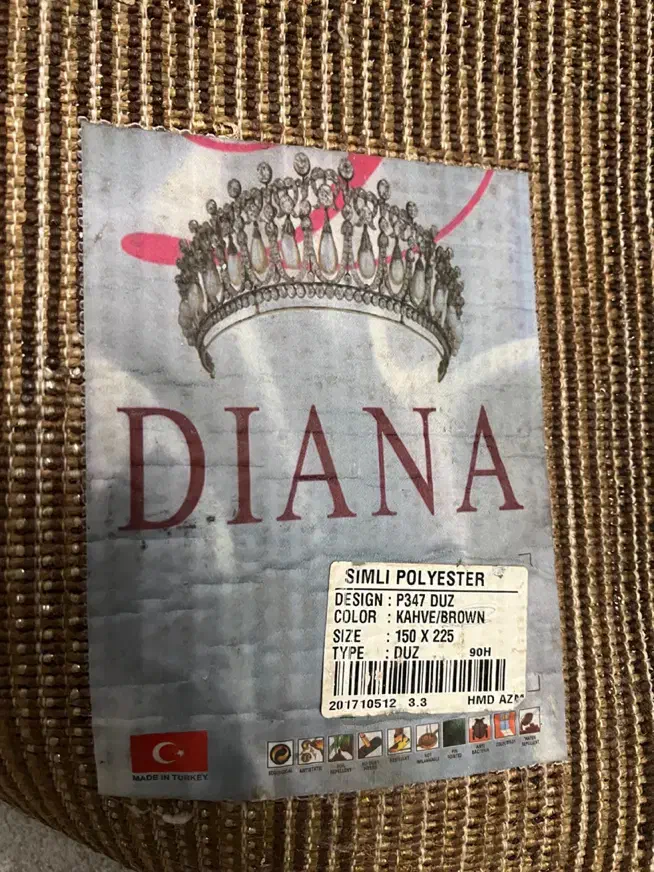 DIANA
SIMLI POLYESTER
DESIGN : P347 DUZ
COLOR : KAHVE/BROWN
SIZE : 150 X 225
TYPE : DUZ 90H
201710512 3.3 HMD AZM
MADE IN TURKEY